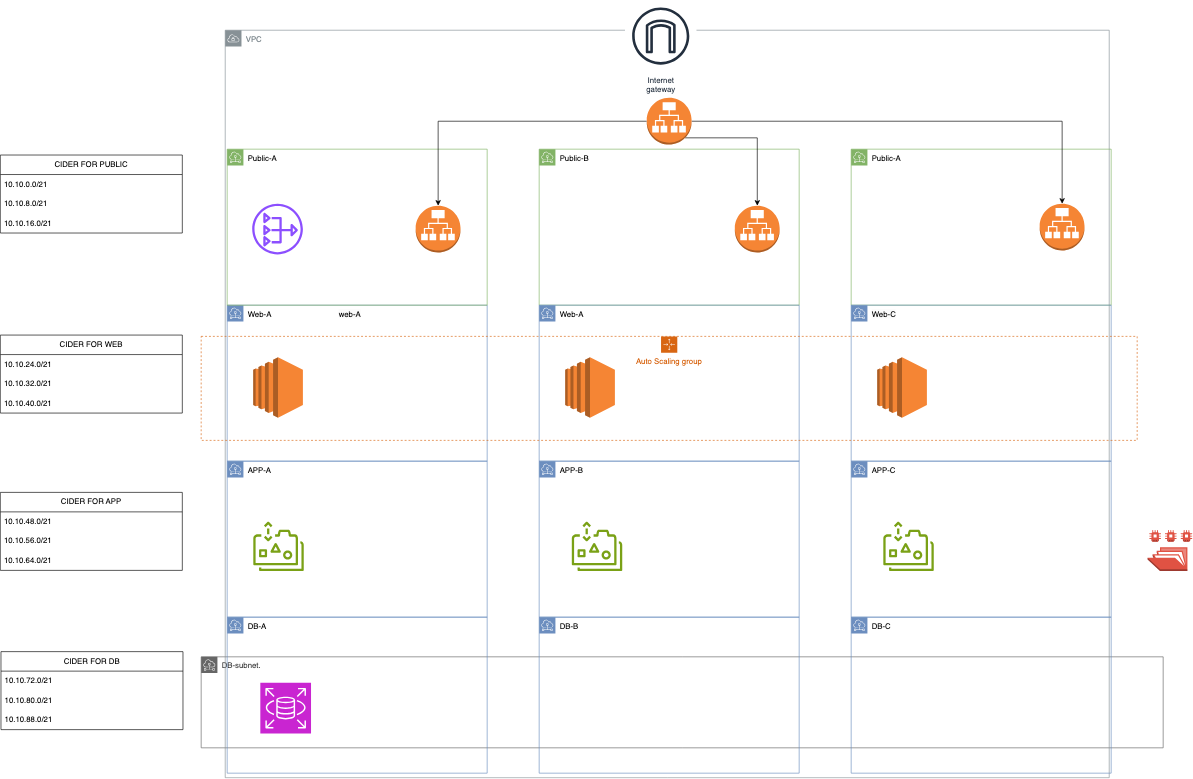 VPC
Internet
gateway
CIDER FOR PUBLIC
10.10.0.0/21
10.10.8.0/21
10.10.16.0/21
Public-A
Public-B
Public-A
Web-A
web-A
Web-A
Web-C
CIDER FOR WEB
10.10.24.0/21
10.10.32.0/21
10.10.40.0/21
Auto Scaling group
APP-A
APP-B
APP-C
CIDER FOR APP
10.10.48.0/21
10.10.56.0/21
10.10.64.0/21
DB-A
DB-B
DB-C
CIDER FOR DB
10.10.72.0/21
10.10.80.0/21
10.10.88.0/21
DB-subnet.